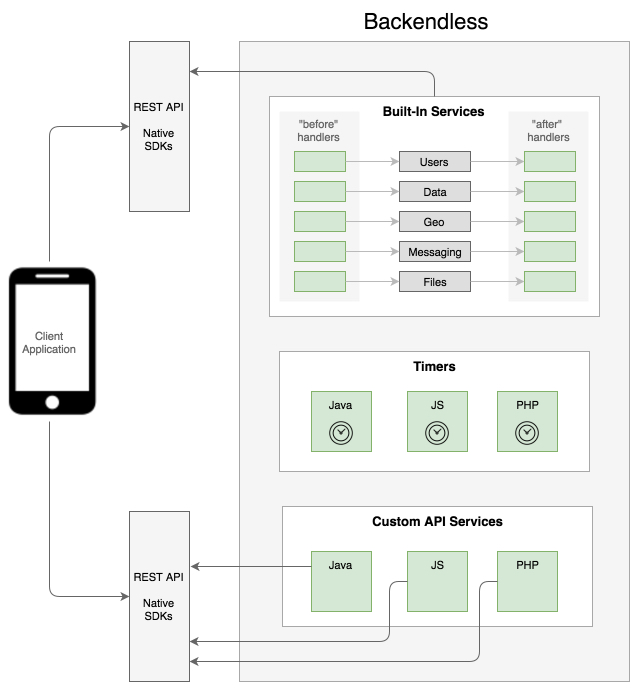 Backendless
REST API
Native
SDKs
Built-In Services
"before"
handlers
"after"
handlers
Users
Data
Geo
Messaging
Files
Client
Application
Timers
Java
JS
PHP
Custom API Services
Java
JS
PHP
REST API
Native
SDKs